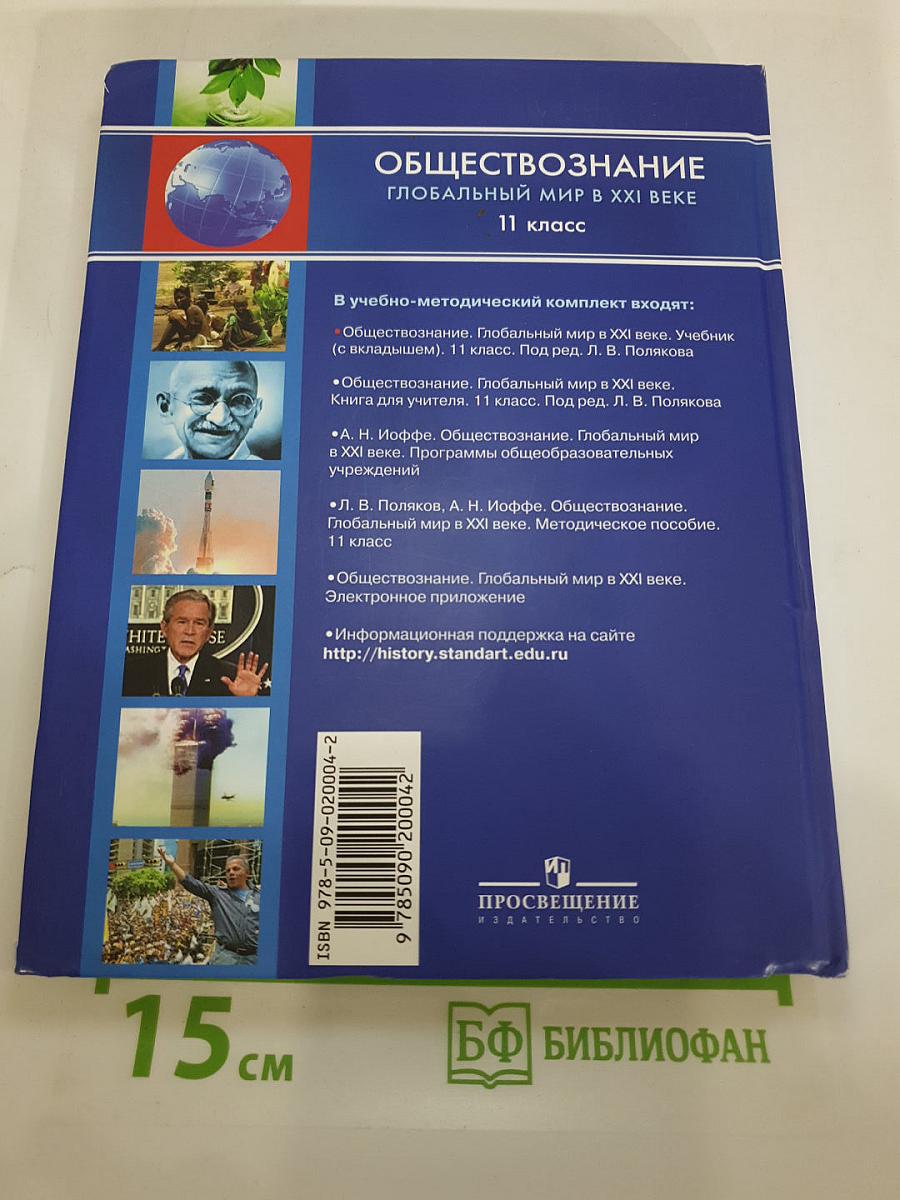 ОБЩЕСТВОЗНАНИЕ
ГЛОБАЛЬНЫЙ МИР В XXI ВЕКЕ
11 класс
В учебно-методический комплект входят:
•Обществознание. Глобальный мир в XXI веке. Учебник
(с вкладышем). 11 класс. Под ред. Л. В. Полякова
•Обществознание. Глобальный мир в XXI веке.
Книга для учителя. 11 класс. Под ред. Л. В. Полякова
•А. Н. Иоффе. Обществознание. Глобальный мир
в XXI веке. Программы общеобразовательных
учреждений
•Л. В. Поляков, А. Н. Иоффе. Обществознание.
Глобальный мир в XXI веке. Методическое пособие.
11 класс
•Обществознание. Глобальный мир в XXI веке.
Электронное приложение
•Информационная поддержка на сайте
http://history.standart.edu.ru
ISBN 978-5-09-020004-2
9 785090 200042
ИП
ПРОСВЕЩЕНИЕ
ИЗДАТЕЛЬСТВО
15 см
БФ БИБЛИОФАН